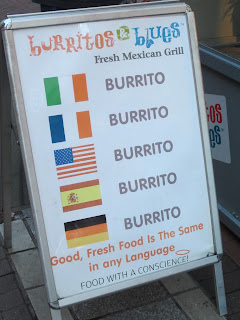 burritos & blues™
Fresh Mexican Grill
BURRITO
BURRITO
BURRITO
BURRITO
BURRITO
Good, Fresh Food Is The Same
in any Language
FOOD WITH A CONSCIENCE!